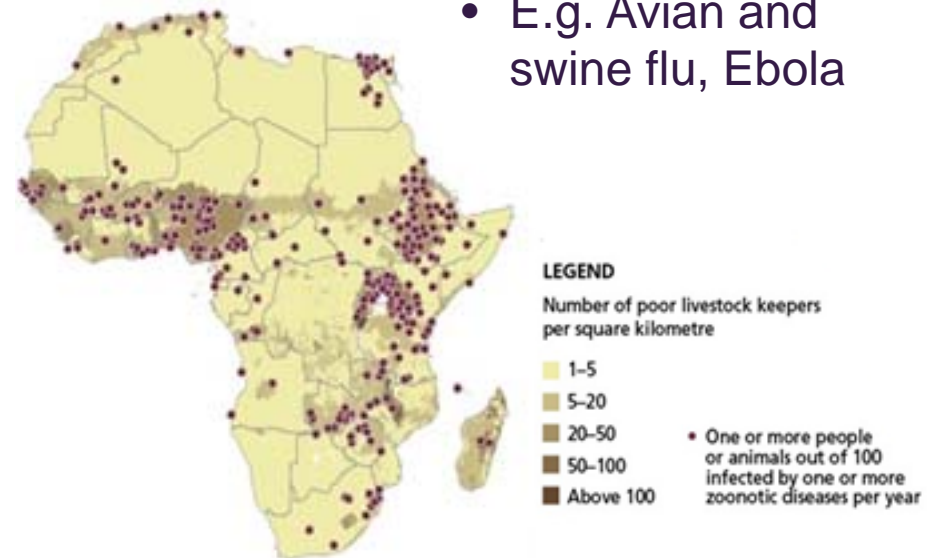 • E.g. Avian and
swine flu, Ebola
LEGEND
Number of poor livestock keepers
per square kilometre
1–5
5–20
20–50
50–100
Above 100
• One or more people
or animals out of 100
infected by one or more
zoonotic diseases per year